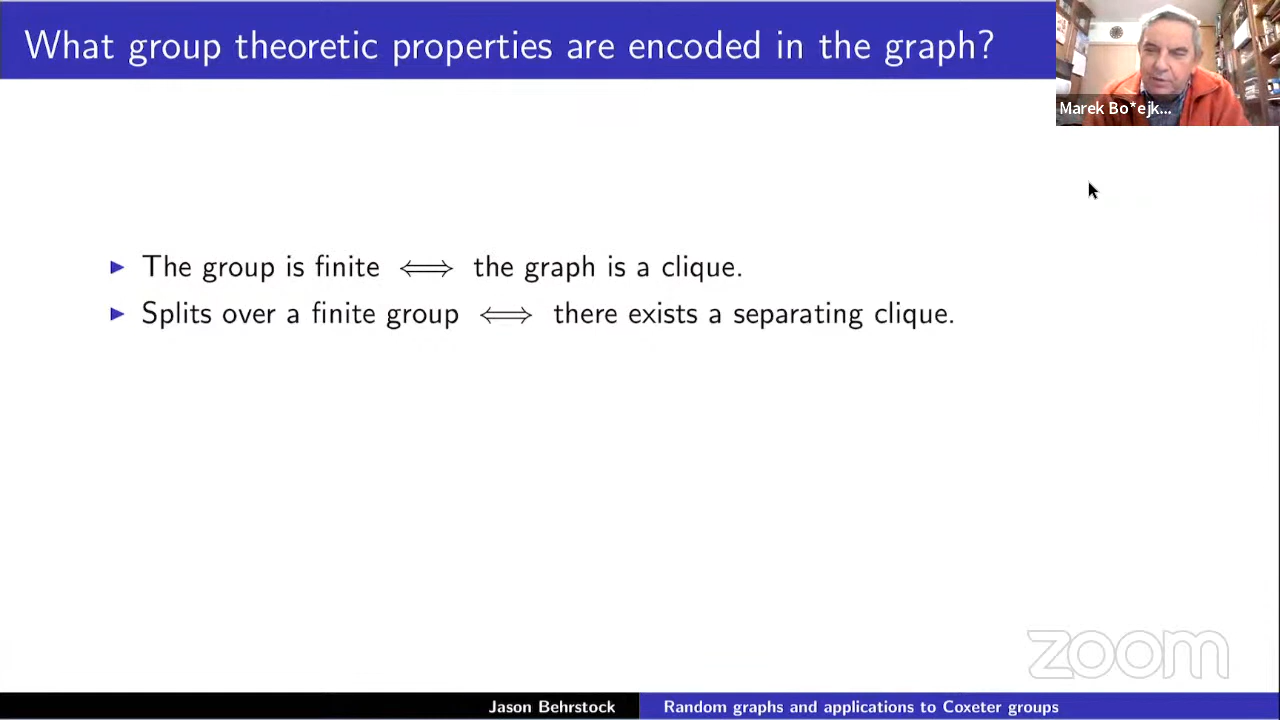 What group theoretic properties are encoded in the graph?
Marek Bo*ejk...
▶ The group is finite ⟺ the graph is a clique.
▶ Splits over a finite group ⟺ there exists a separating clique.
zoom
Jason Behrstock
Random graphs and applications to Coxeter groups